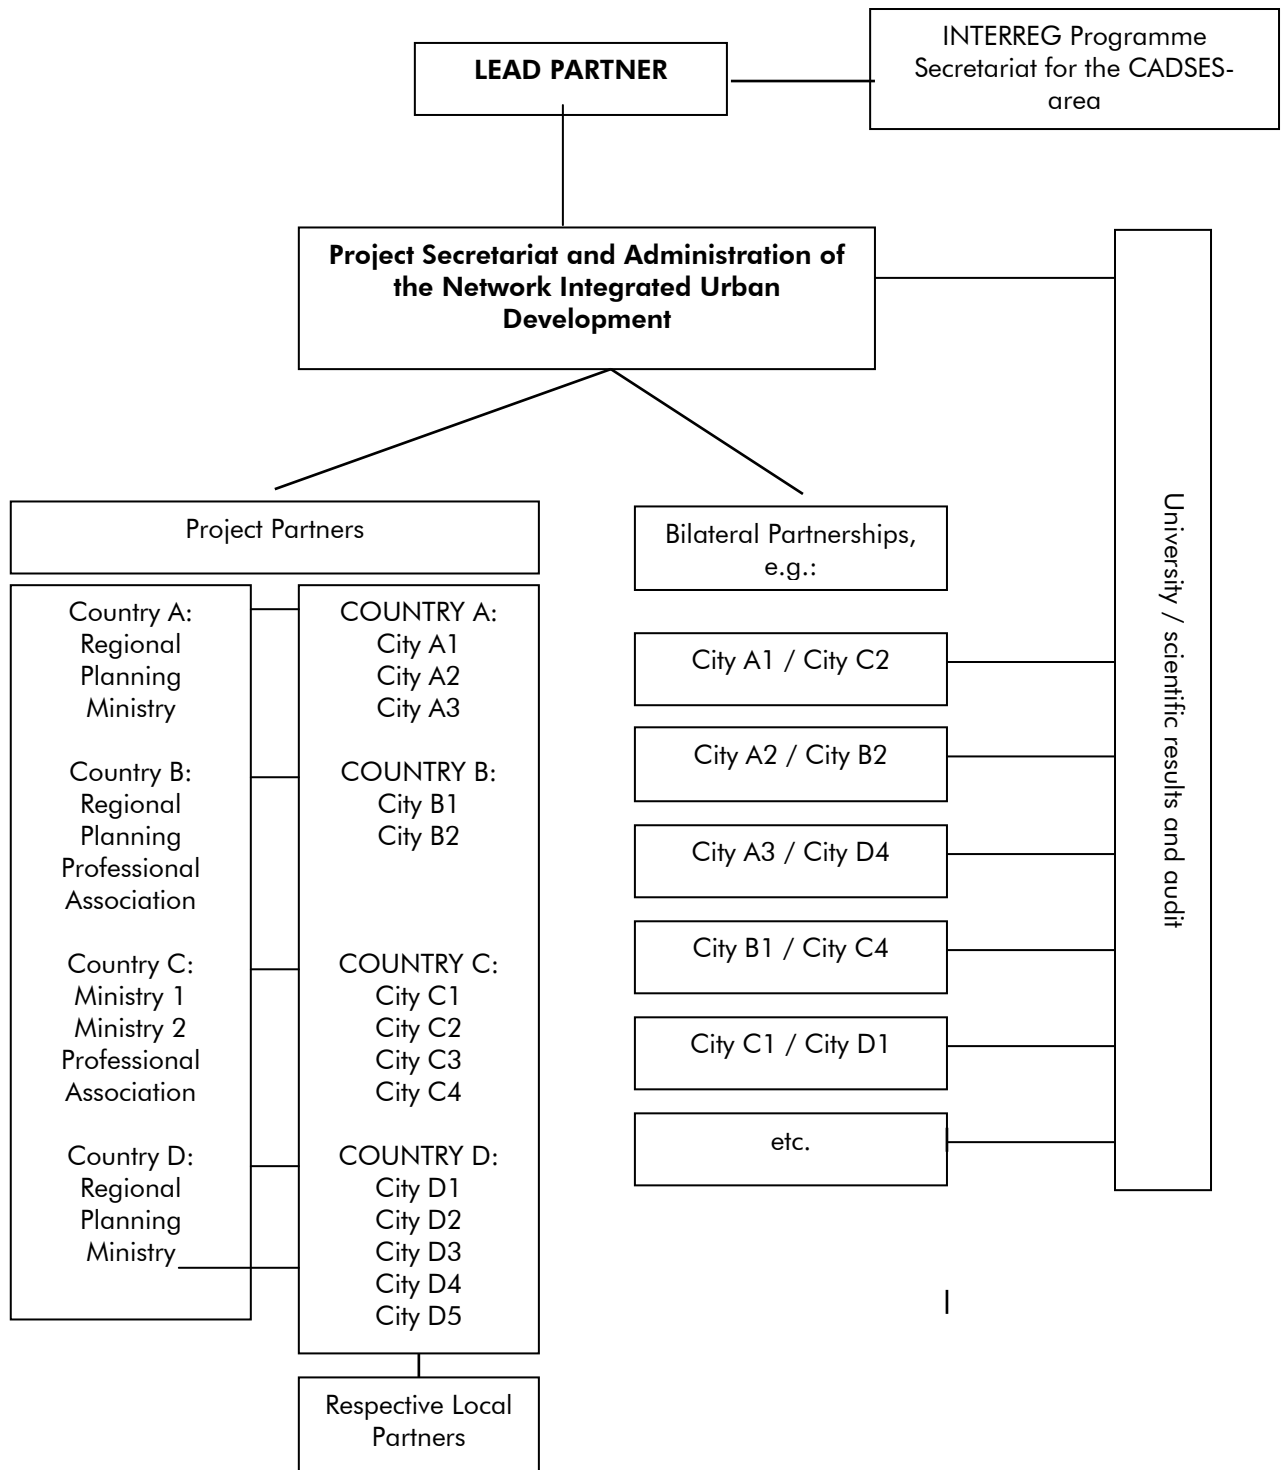 LEAD PARTNER
INTERREG Programme
Secretariat for the CADSES-
area
Project Secretariat and Administration of
the Network Integrated Urban
Development
Project Partners
Country A:
Regional
Planning
Ministry
Country B:
Regional
Planning
Professional
Association
Country C:
Ministry 1
Ministry 2
Professional
Association
Country D:
Regional
Planning
Ministry
COUNTRY A:
City A1
City A2
City A3
COUNTRY B:
City B1
City B2
COUNTRY C:
City C1
City C2
City C3
City C4
COUNTRY D:
City D1
City D2
City D3
City D4
City D5
Respective Local
Partners
Bilateral Partnerships,
e.g.:
City A1 / City C2
City A2 / City B2
City A3 / City D4
City B1 / City C4
City C1 / City D1
etc.
University / scientific results and audit